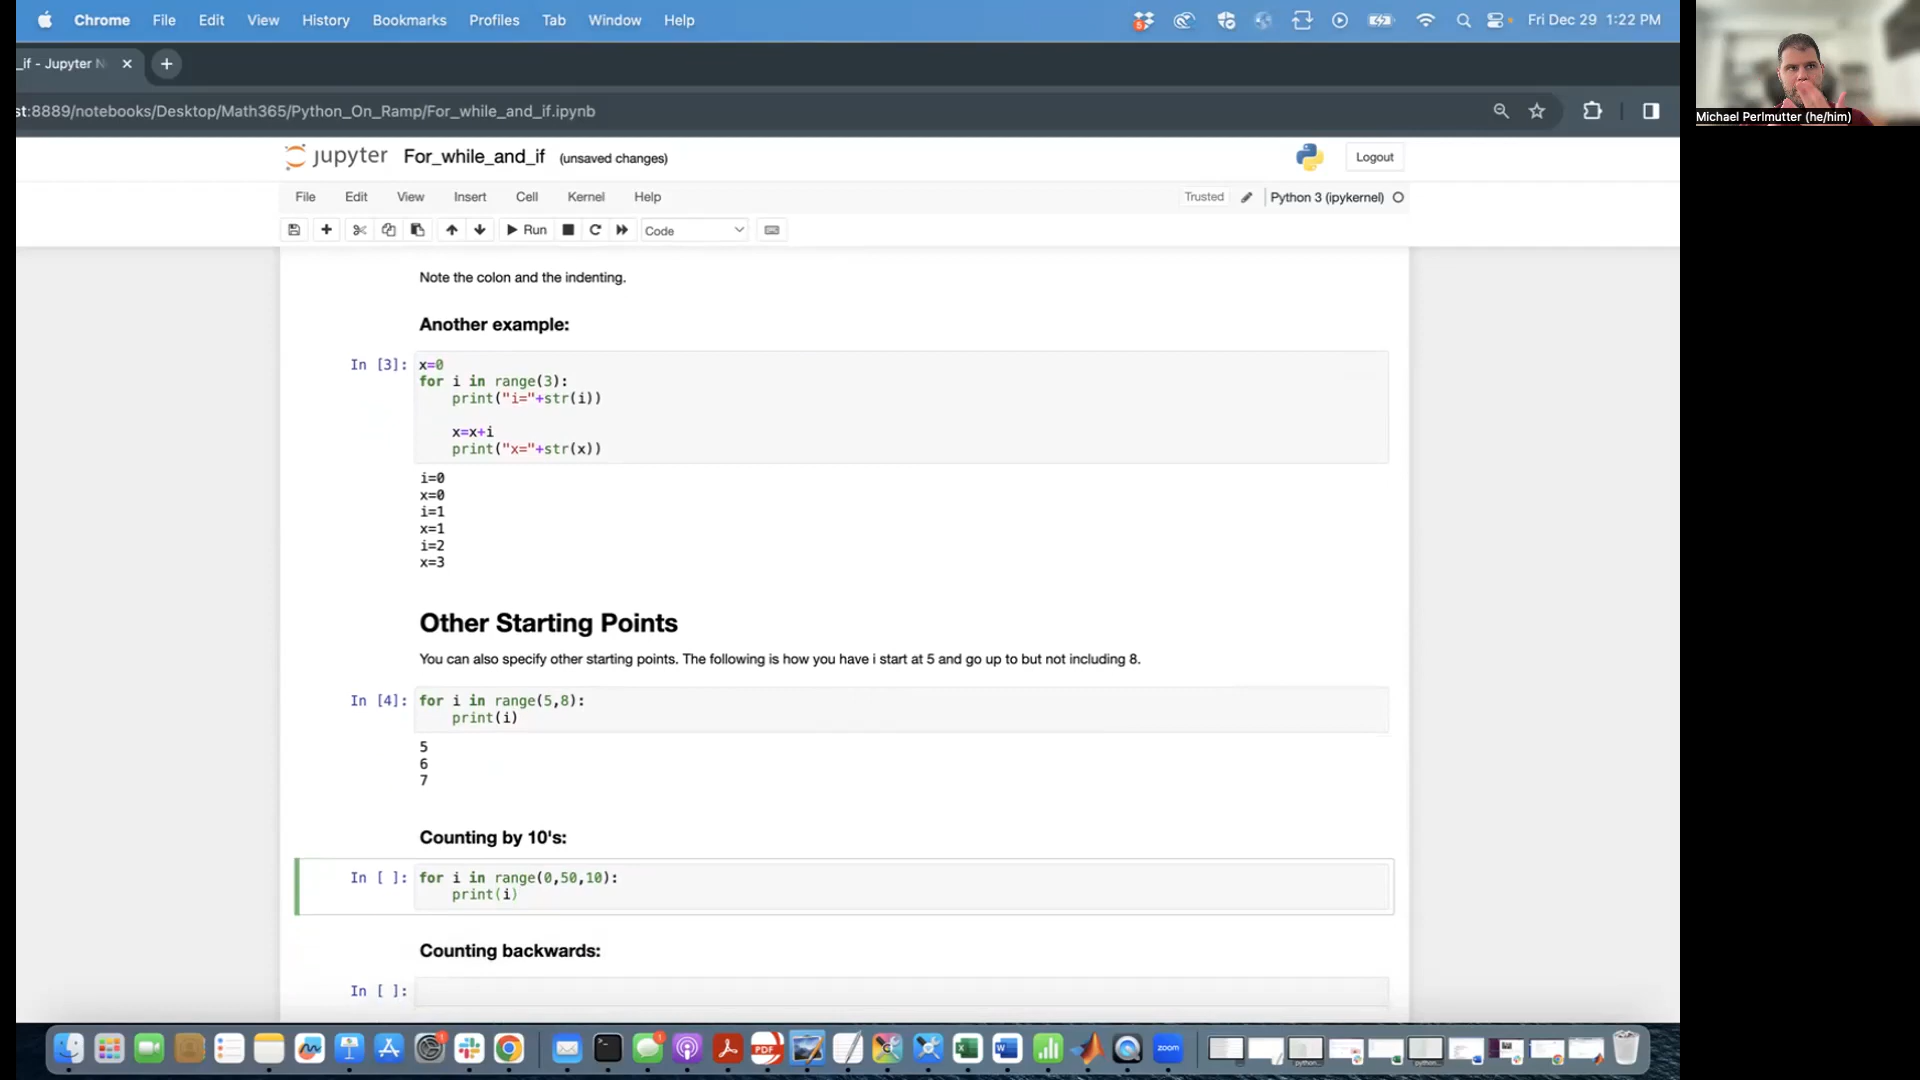 Chrome File Edit View History Bookmarks Profiles Tab Window Help
Fri Dec 29 1:22 PM
Michael Perlmutter (he/him)
_if - Jupyter N
st:8889/notebooks/Desktop/Math365/Python_On_Ramp/For_while_and_if.ipynb
jupyter For_while_and_if (unsaved changes)
Logout
File Edit View Insert Cell Kernel Help
Trusted Python 3 (ipykernel)
Run Code
Note the colon and the indenting.
Another example:
In [3]: x=0
for i in range(3):
print("i="+str(i))
x=x+i
print("x="+str(x))
i=0
x=0
i=1
x=1
i=2
x=3
Other Starting Points
You can also specify other starting points. The following is how you have i start at 5 and go up to but not including 8.
In [4]: for i in range(5,8):
print(i)
5
6
7
Counting by 10's:
In [ ]: for i in range(0,50,10):
print(i)
Counting backwards:
In [ ]:
PDF
zoom